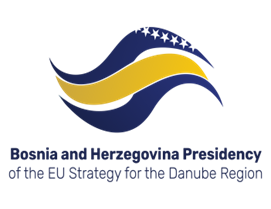 Bosnia and Herzegovina Presidency
of the EU Strategy for the Danube Region